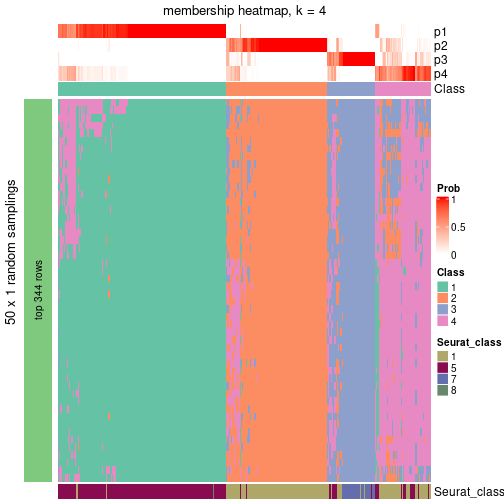 membership heatmap, k = 4
p1
p2
p3
p4
Class
50 x 1 random samplings
top 344 rows
Prob
1
0.5
0
Class
1
2
3
4
Seurat_class
1
5
7
8
Seurat_class